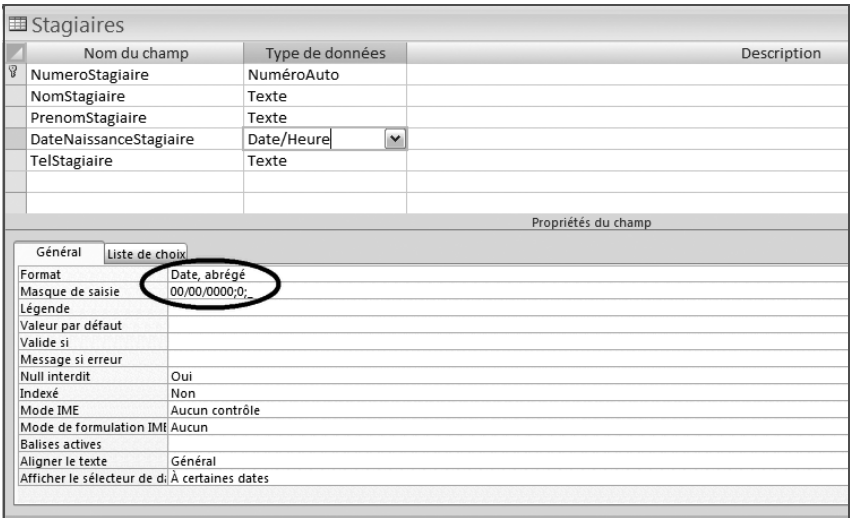 Stagiaires
Nom du champ Type de données Description
NumeroStagiaire NuméroAuto
NomStagiaire Texte
PrenomStagiaire Texte
DateNaissanceStagiaire Date/Heure
TelStagiaire Texte
Propriétés du champ
Général Liste de choix
Format Date, abrégé
Masque de saisie 00/00/0000;0;_
Légende
Valeur par défaut
Valide si
Message si erreur
Null interdit Oui
Indexé Non
Mode IME Aucun contrôle
Mode de formulation IME Aucun
Balises actives
Aligner le texte Général
Afficher le sélecteur de da À certaines dates